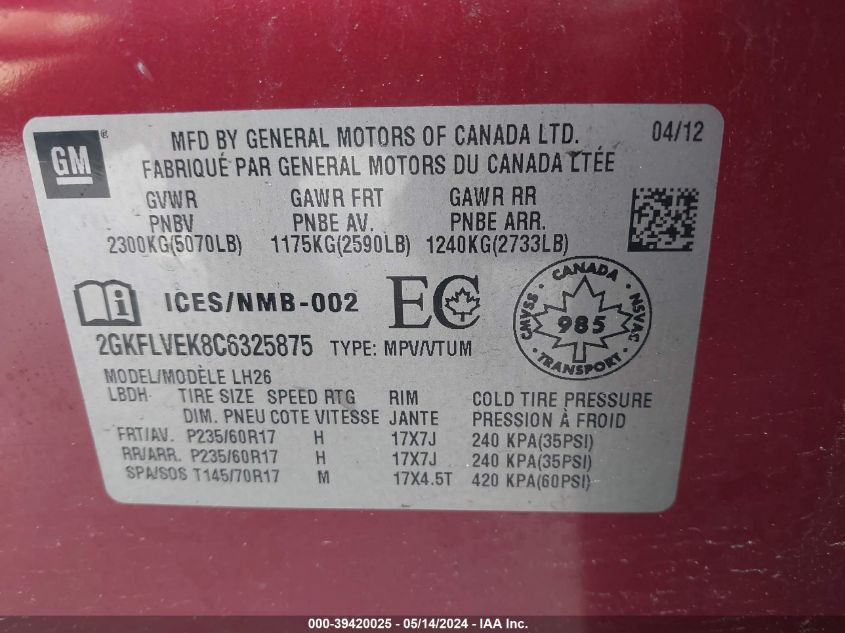 GM ®
MFD BY GENERAL MOTORS OF CANADA LTD. 04/12
FABRIQUÉ PAR GENERAL MOTORS DU CANADA LTÉE
GVWR GAWR FRT GAWR RR
PNBV PNBE AV. PNBE ARR.
2300KG(5070LB) 1175KG(2590LB) 1240KG(2733LB)
i ICES/NMB-002 EC
CANADA
CMVSS NSVAC
985
TRANSPORT
2GKFLVEK8C6325875 TYPE: MPV/VTUM
MODEL/MODÈLE LH26
LBDH TIRE SIZE SPEED RTG RIM COLD TIRE PRESSURE
DIM. PNEU COTE VITESSE JANTE PRESSION À FROID
FRT/AV. P235/60R17 H 17X7J 240 KPA(35PSI)
RR/ARR. P235/60R17 H 17X7J 240 KPA(35PSI)
SPA/SOS T145/70R17 M 17X4.5T 420 KPA(60PSI)
000-39420025 - 05/14/2024 - IAA Inc.